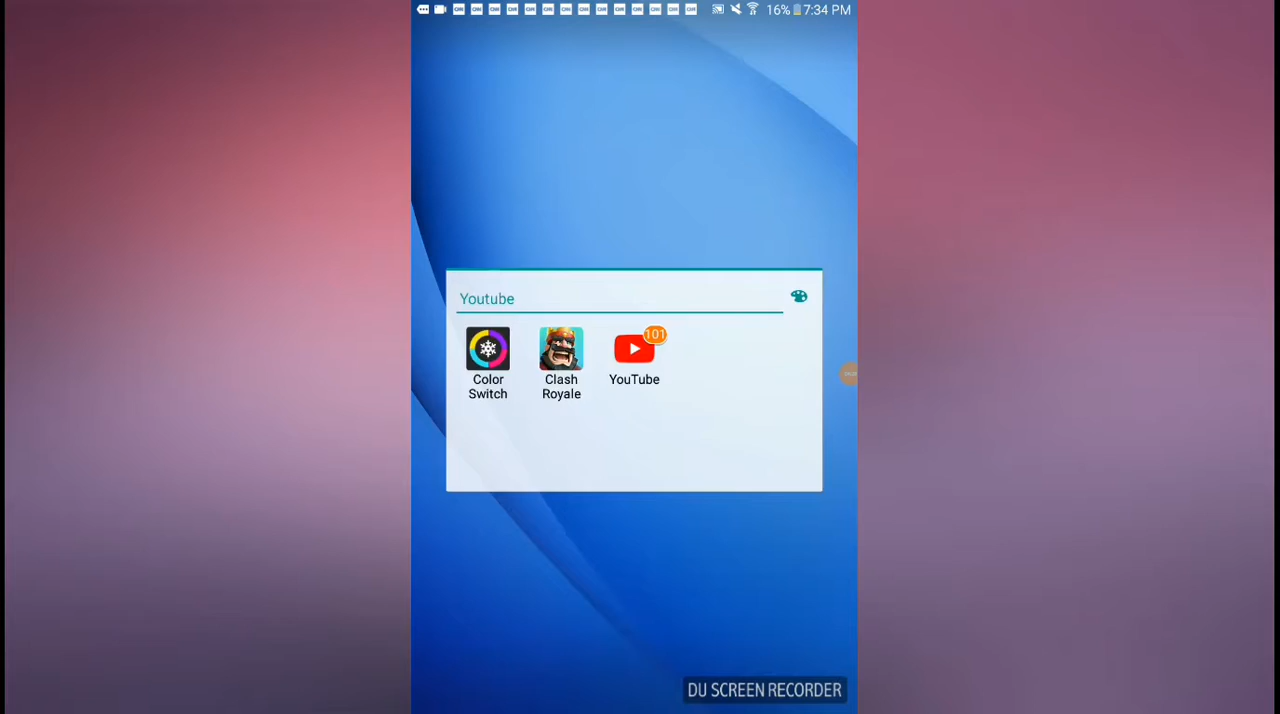 16% 7:34 PM
Youtube
101
Color
Switch
Clash
Royale
YouTube
DU SCREEN RECORDER